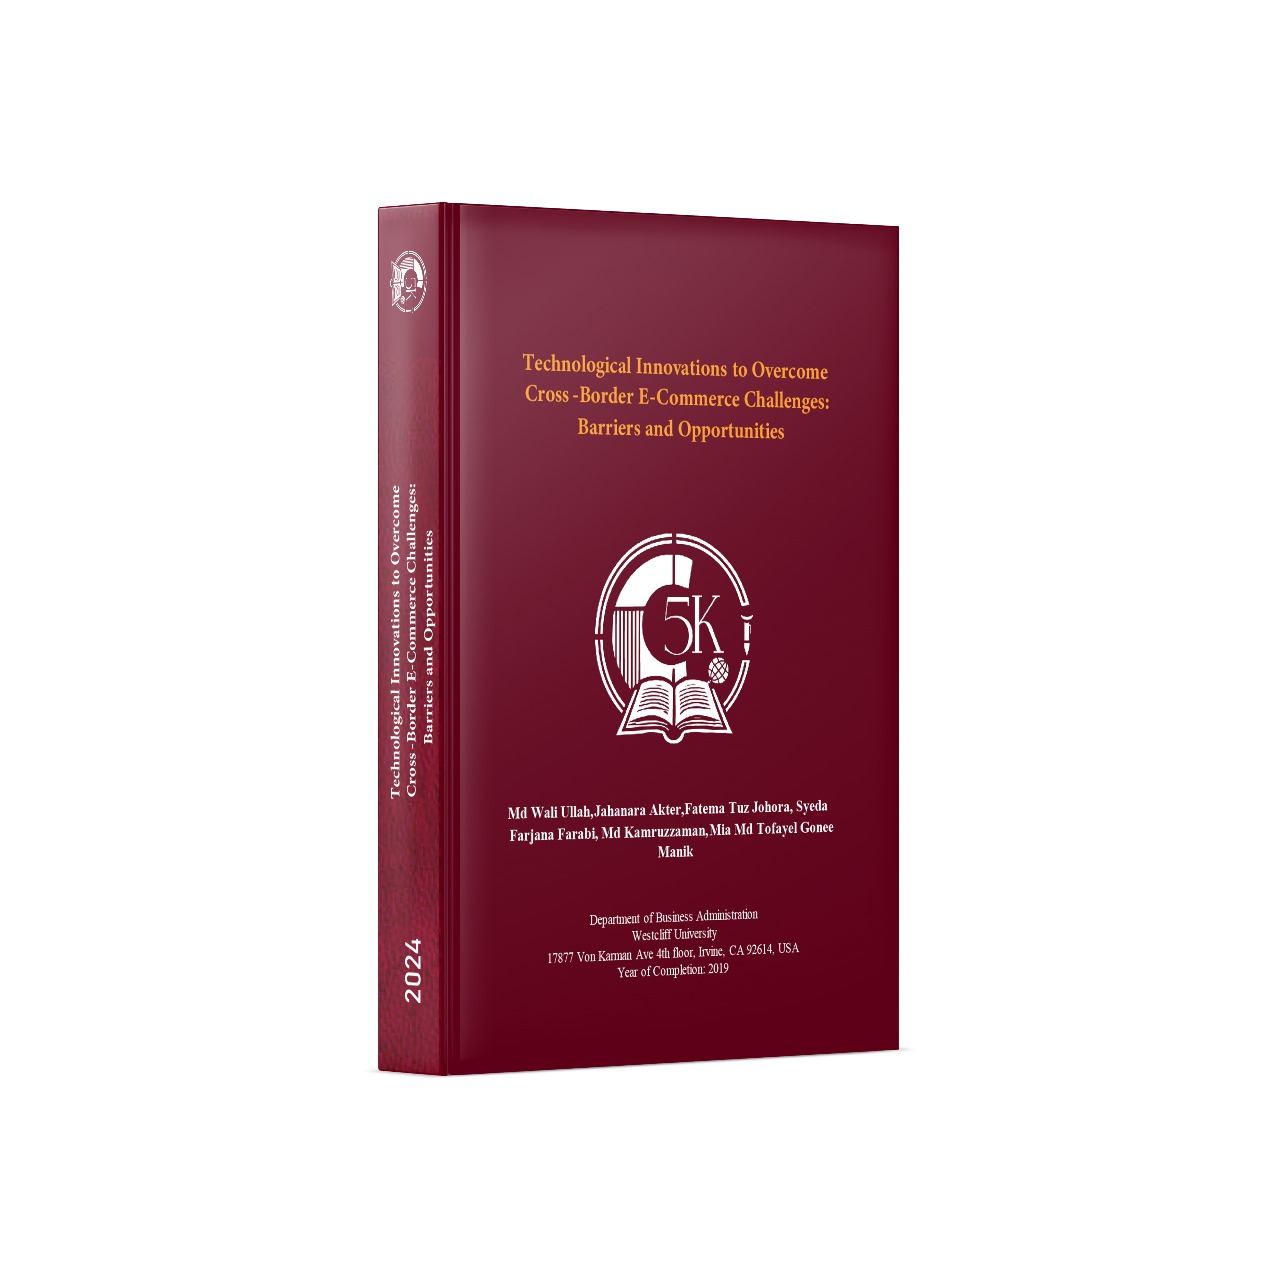 Technological Innovations to Overcome
Cross -Border E-Commerce Challenges:
Barriers and Opportunities
5K
Md Wali Ullah,Jahanara Akter,Fatema Tuz Johora, Syeda
Farjana Farabi, Md Kamruzzaman,Mia Md Tofayel Gonee
Manik
Department of Business Administration
Westcliff University
17877 Von Karman Ave 4th floor, Irvine, CA 92614, USA
Year of Completion: 2019
Technological Innovations to Overcome
Cross -Border E-Commerce Challenges:
Barriers and Opportunities
2024